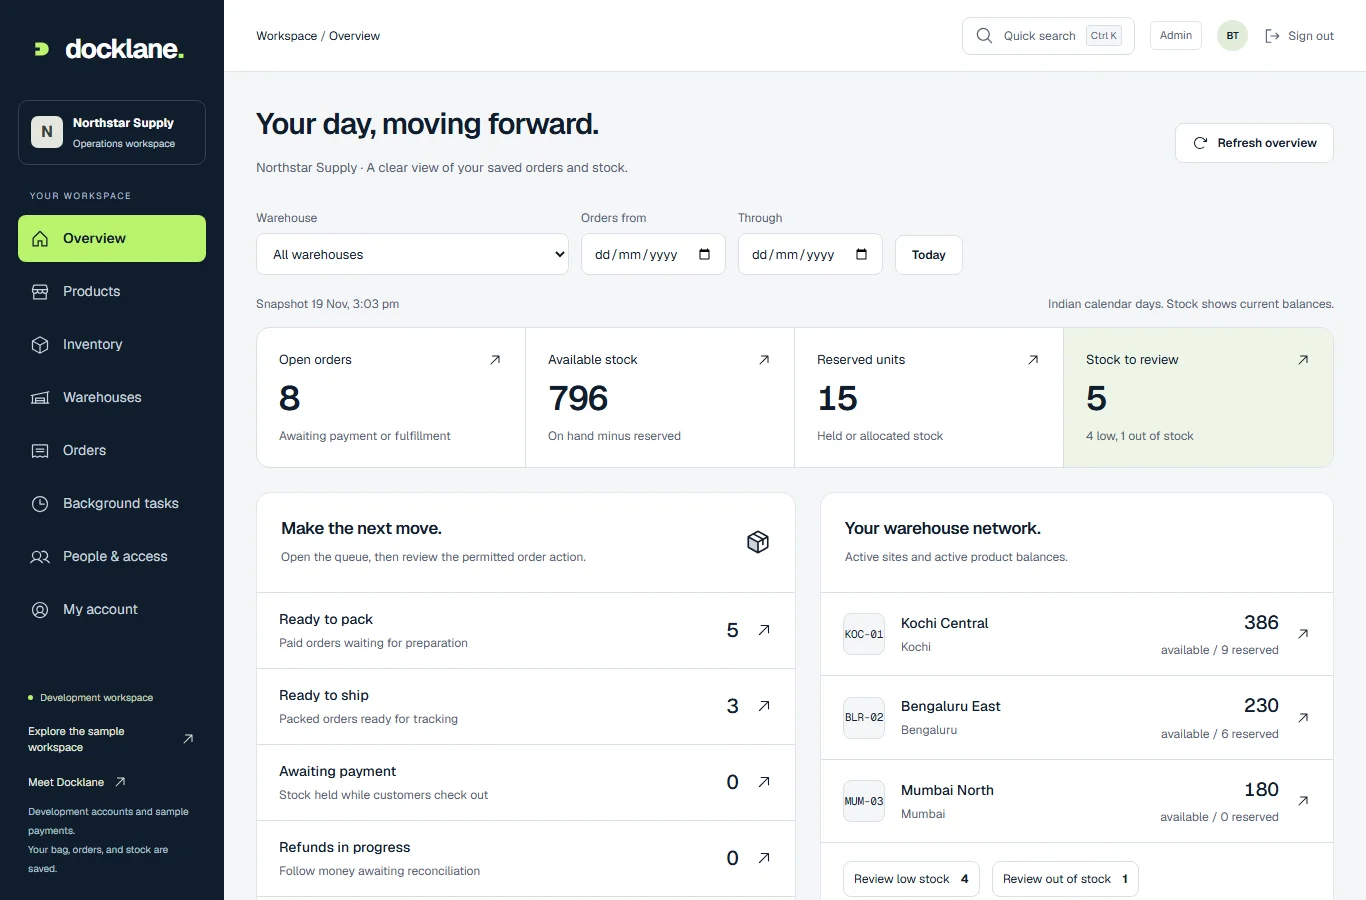 docklane.
N
Northstar Supply
Operations workspace
YOUR WORKSPACE
Overview
Products
Inventory
Warehouses
Orders
Background tasks
People & access
My account
Development workspace
Explore the sample
workspace
Meet Docklane
Development accounts and sample
payments.
Your bag, orders, and stock are
saved.
Workspace / Overview
Quick search Ctrl K
Admin
BT
Sign out
Your day, moving forward.
Northstar Supply · A clear view of your saved orders and stock.
Refresh overview
Warehouse
All warehouses
Orders from
dd/mm/yyyy
Through
dd/mm/yyyy
Today
Snapshot 19 Nov, 3:03 pm
Indian calendar days. Stock shows current balances.
Open orders
8
Awaiting payment or fulfillment
Available stock
796
On hand minus reserved
Reserved units
15
Held or allocated stock
Stock to review
5
4 low, 1 out of stock
Make the next move.
Open the queue, then review the permitted order action.
Ready to pack
Paid orders waiting for preparation
5
Ready to ship
Packed orders ready for tracking
3
Awaiting payment
Stock held while customers check out
0
Refunds in progress
Follow money awaiting reconciliation
0
Your warehouse network.
Active sites and active product balances.
KOC-01
Kochi Central
Kochi
386
available / 9 reserved
BLR-02
Bengaluru East
Bengaluru
230
available / 6 reserved
MUM-03
Mumbai North
Mumbai
180
available / 0 reserved
Review low stock 4
Review out of stock 1